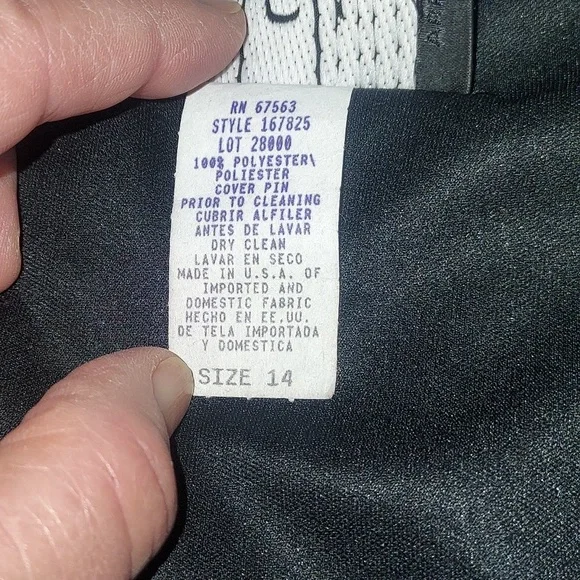 RN 67563
STYLE 167825
LOT 28000
100% POLYESTER\
POLIESTER
COVER PIN
PRIOR TO CLEANING
CUBRIR ALFILER
ANTES DE LAVAR
DRY CLEAN
LAVAR EN SECO
MADE IN U.S.A. OF
IMPORTED AND
DOMESTIC FABRIC
HECHO EN EE.UU.
DE TELA IMPORTADA
Y DOMESTICA
SIZE 14